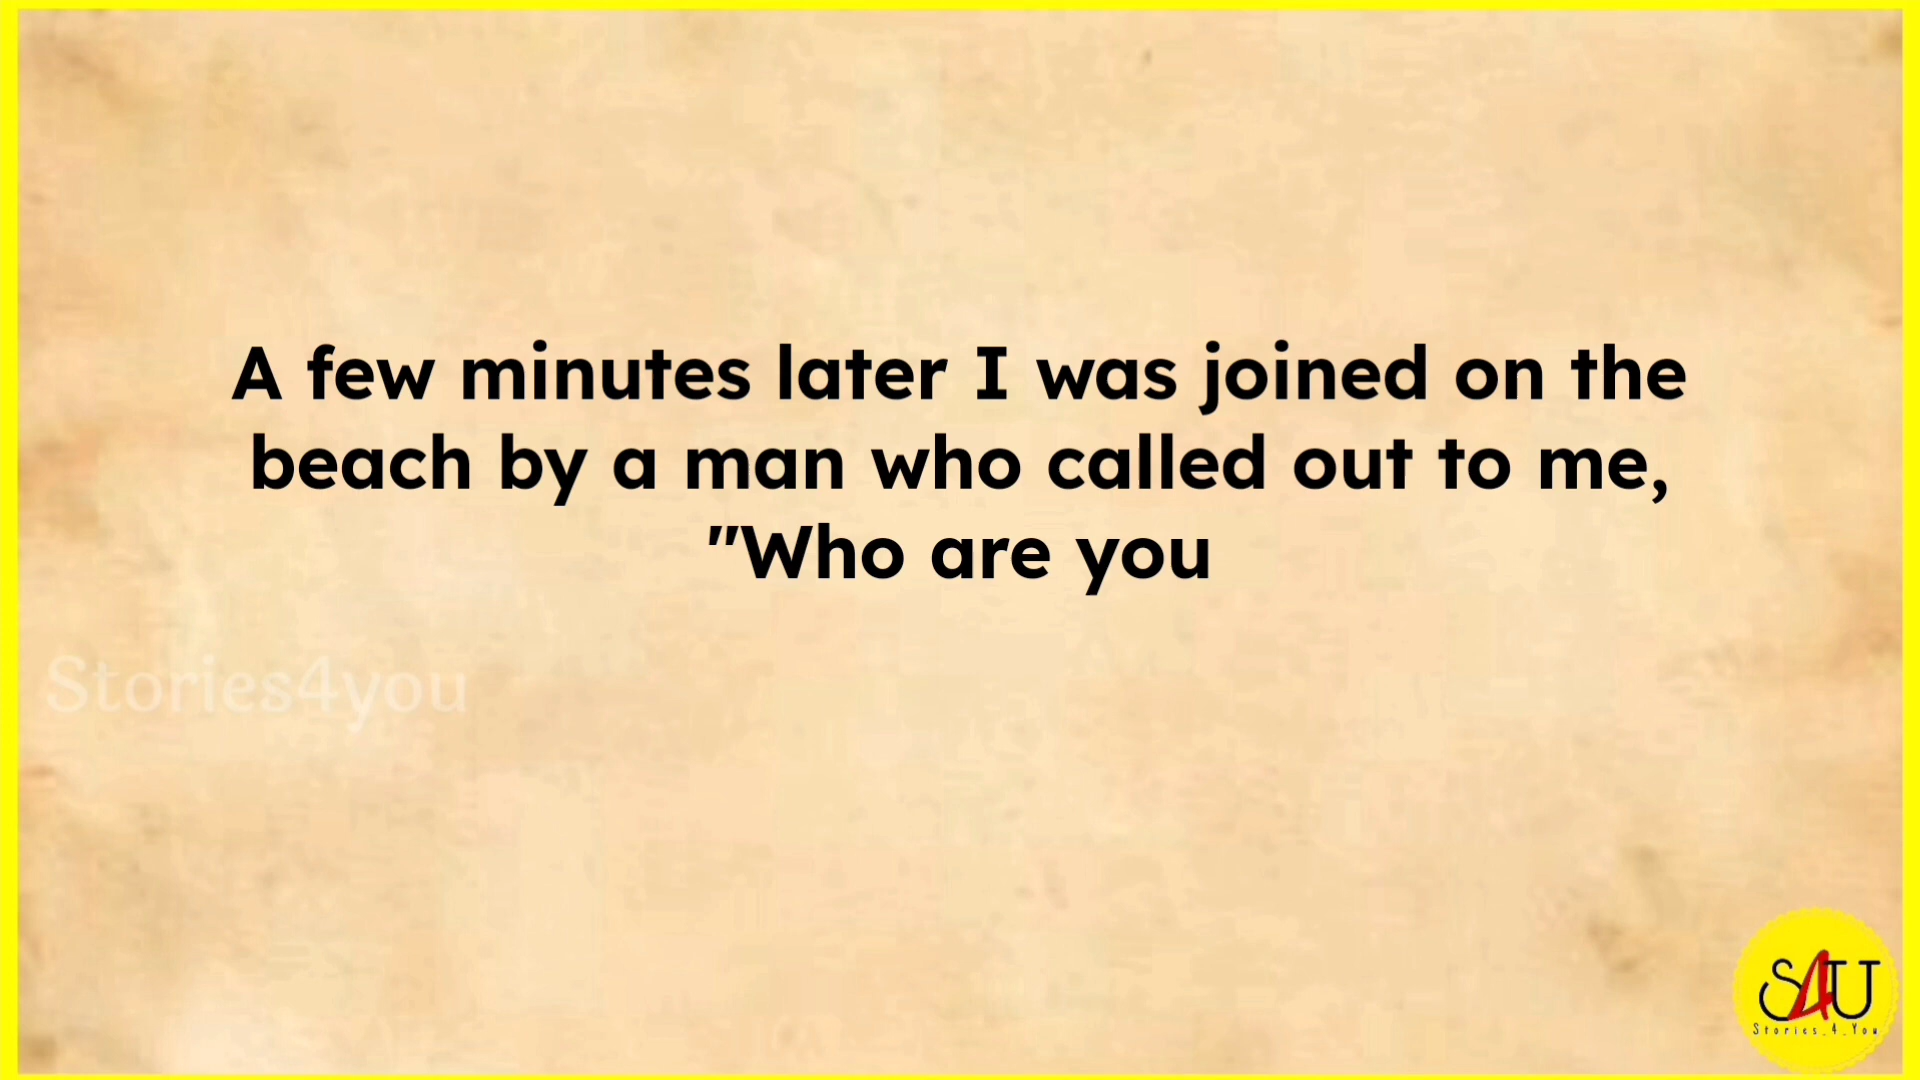 A few minutes later I was joined on the
beach by a man who called out to me,
"Who are you
Stories4you
S4U
Stories_4_You